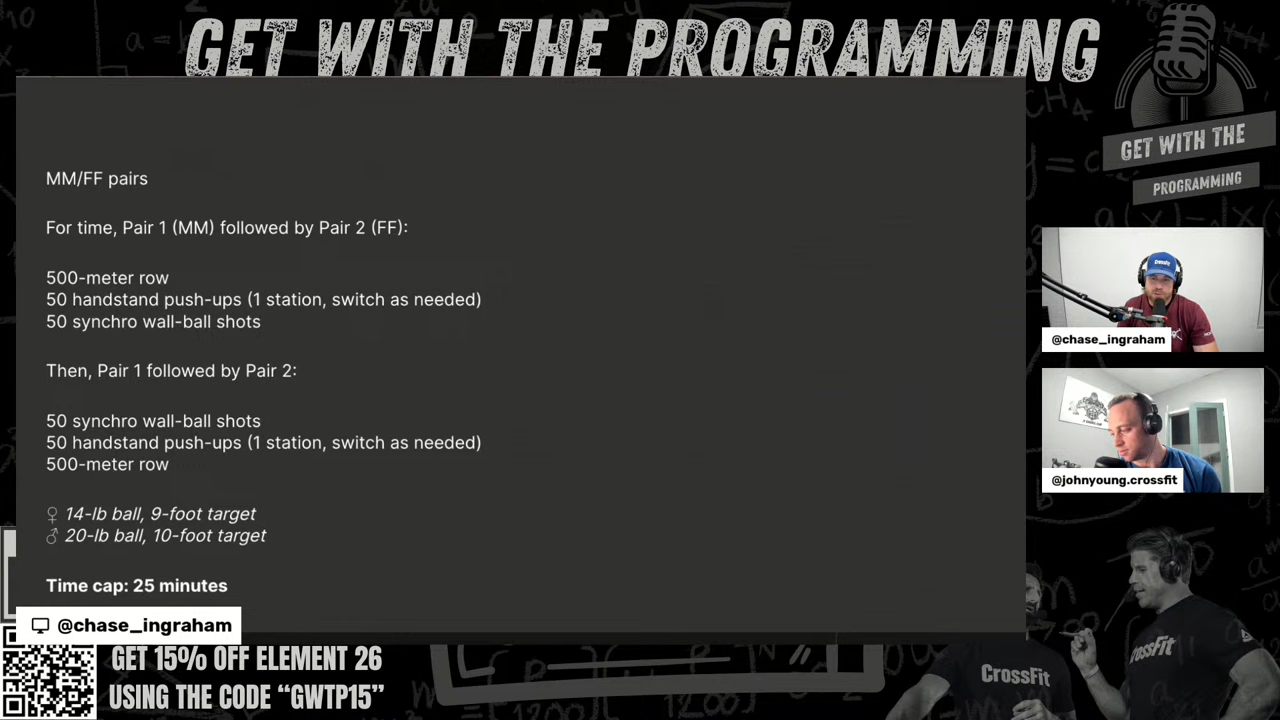 GET WITH THE PROGRAMMING
GET WITH THE
PROGRAMMING
MM/FF pairs
For time, Pair 1 (MM) followed by Pair 2 (FF):
500-meter row
50 handstand push-ups (1 station, switch as needed)
50 synchro wall-ball shots
Then, Pair 1 followed by Pair 2:
50 synchro wall-ball shots
50 handstand push-ups (1 station, switch as needed)
500-meter row
♀ 14-lb ball, 9-foot target
♂ 20-lb ball, 10-foot target
Time cap: 25 minutes
@chase_ingraham
@chase_ingraham
@johnyoung.crossfit
GET 15% OFF ELEMENT 26
USING THE CODE “GWTP15”
CrossFit
CrossFit